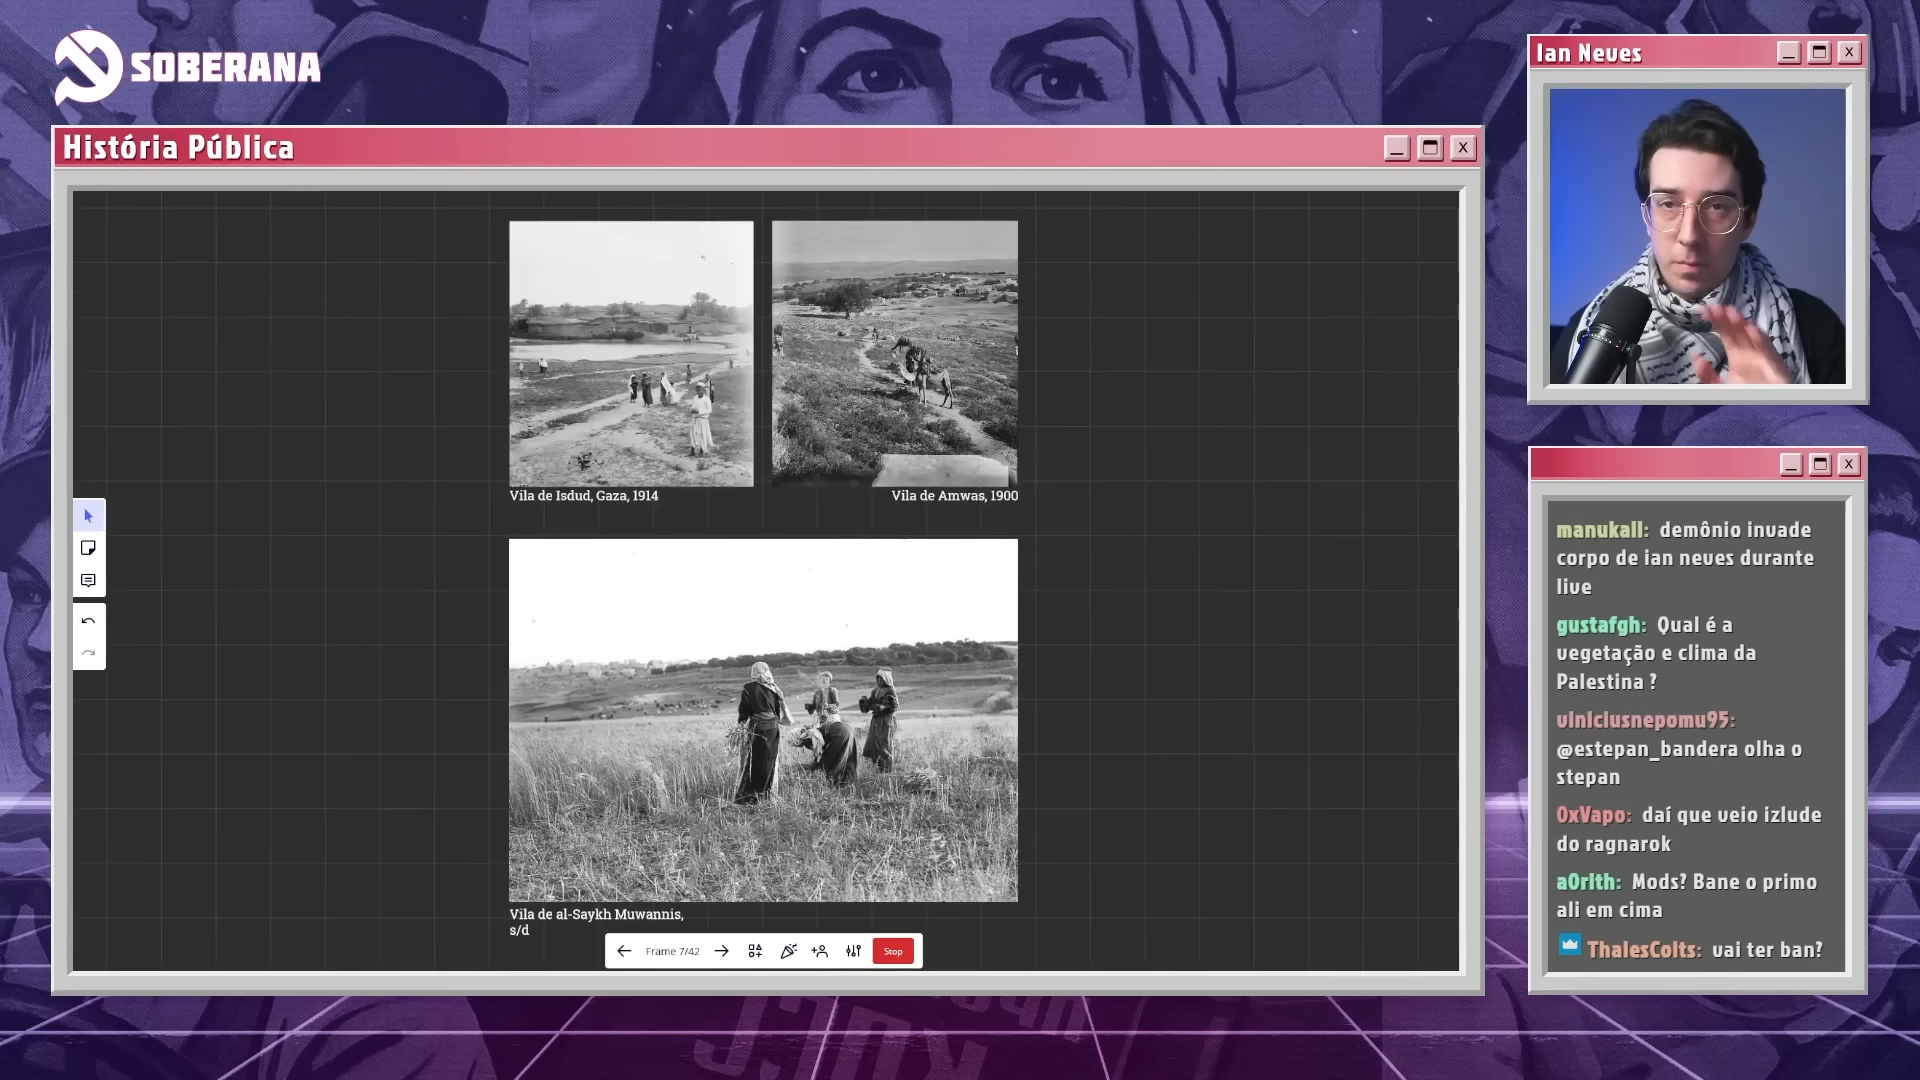 SOBERANA
História Pública
Vila de Isdud, Gaza, 1914
Vila de Amwas, 1900
Vila de al-Saykh Muwannis,
s/d
Frame 7/42
Stop
Ian Neves
manukall: demônio invade
corpo de ian neves durante
live
gustafgh: Qual é a
vegetação e clima da
Palestina ?
viniciusnepomu95:
@estepan_bandera olha o
stepan
0xVapo: daí que veio izlude
do ragnarok
a0rith: Mods? Bane o primo
ali em cima
ThalesColts: vai ter ban?